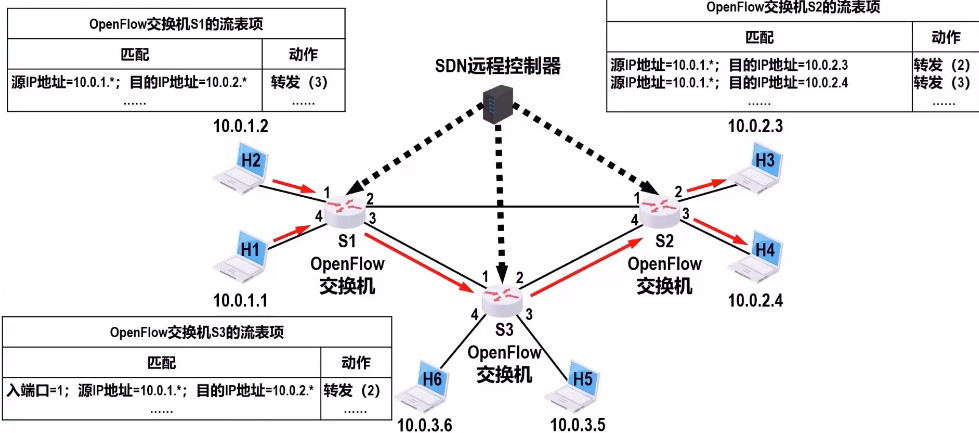 OpenFlow交换机S1的流表项
匹配 动作
源IP地址=10.0.1.*；目的IP地址=10.0.2.* 转发（3）
...... ......
OpenFlow交换机S2的流表项
匹配 动作
源IP地址=10.0.1.*；目的IP地址=10.0.2.3 转发（2）
源IP地址=10.0.1.*；目的IP地址=10.0.2.4 转发（3）
...... ......
SDN远程控制器
10.0.1.2
H2
H1
10.0.1.1
1 2
4 3
S1
OpenFlow
交换机
10.0.2.3
H3
H4
10.0.2.4
1 2
4 3
S2
OpenFlow
交换机
1 2
4 3
S3
OpenFlow
交换机
H6
10.0.3.6
H5
10.0.3.5
OpenFlow交换机S3的流表项
匹配 动作
入端口=1；源IP地址=10.0.1.*；目的IP地址=10.0.2.* 转发（2）
...... ......